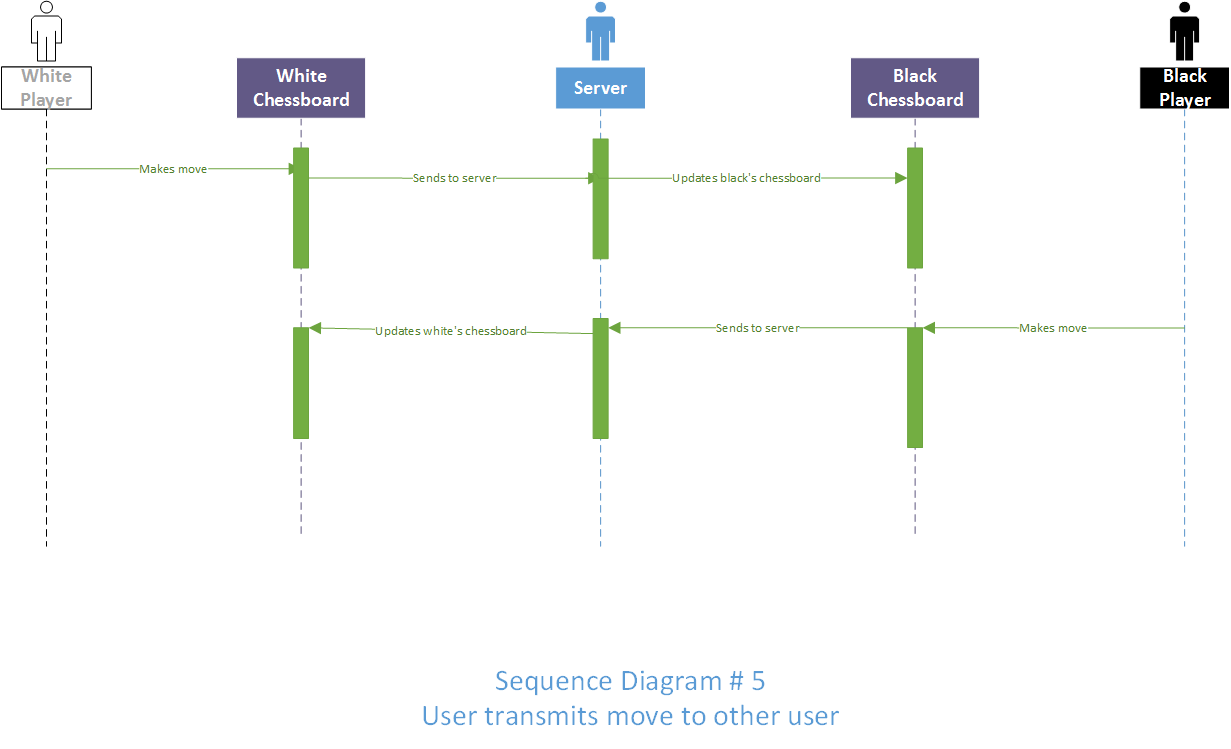 White
Player
White
Chessboard
Server
Black
Chessboard
Black
Player
Makes move
Sends to server
Updates black's chessboard
Updates white's chessboard
Sends to server
Makes move
Sequence Diagram # 5
User transmits move to other user